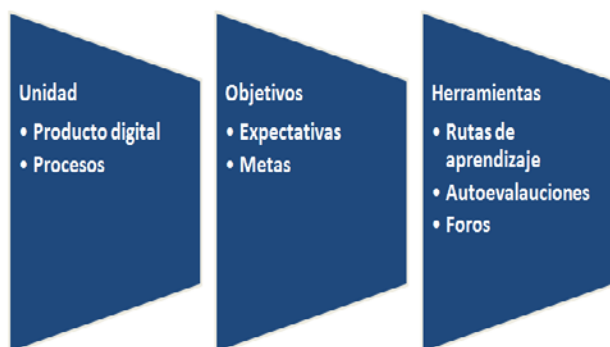 Unidad
• Producto digital
• Procesos
Objetivos
• Expectativas
• Metas
Herramientas
• Rutas de
aprendizaje
• Autoevalauciones
• Foros